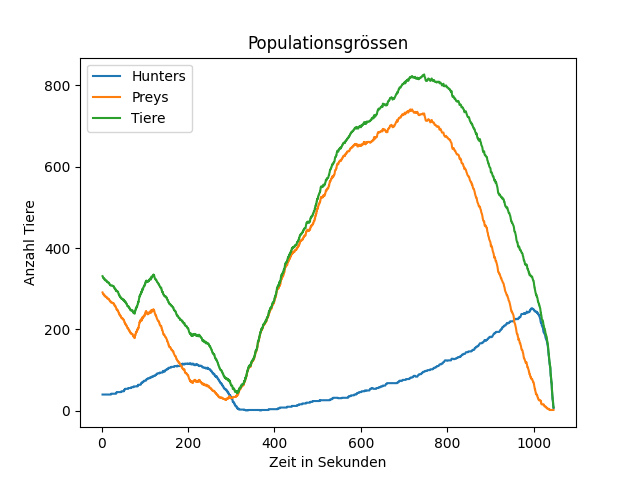 Populationsgrössen
Hunters
Preys
Tiere
Anzahl Tiere
800
600
400
200
0
0 200 400 600 800 1000
Zeit in Sekunden